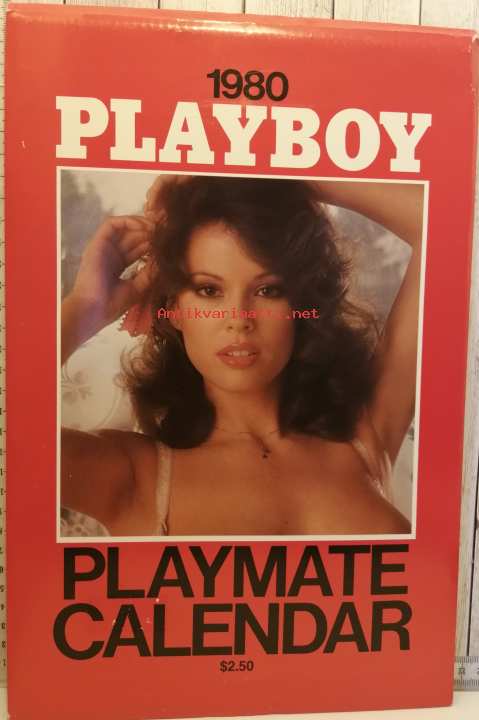 1980
PLAYBOY
Antikvariaatti.net
PLAYMATE
CALENDAR
$2.50